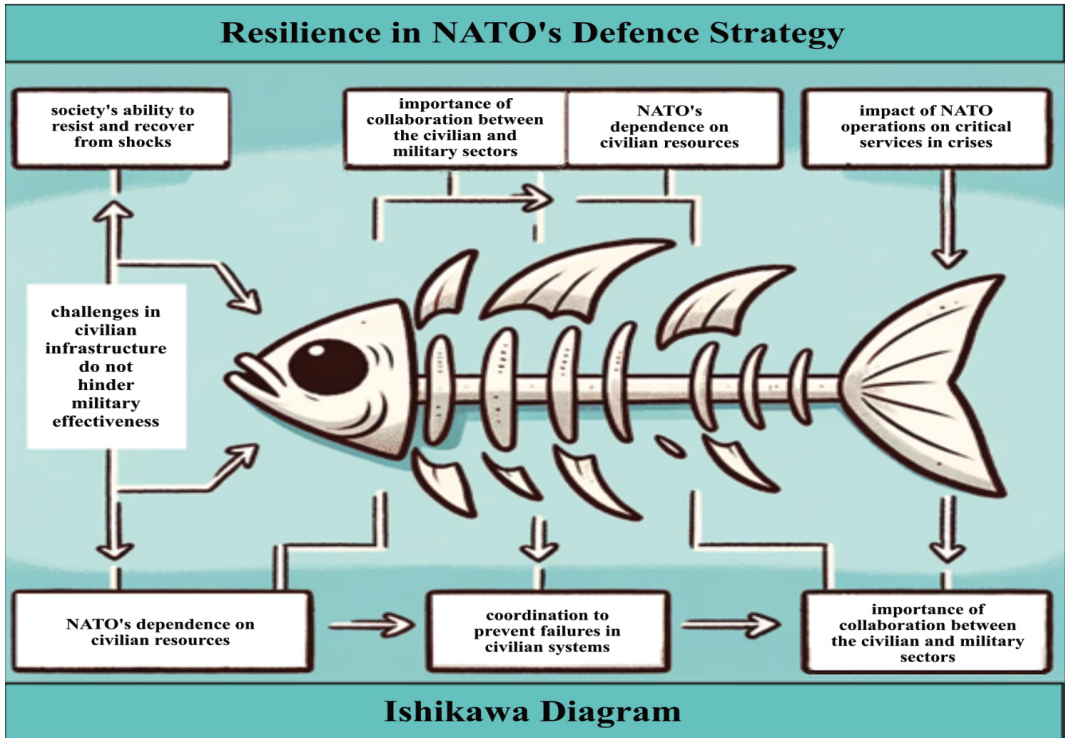 Resilience in NATO's Defence Strategy
society's ability to
resist and recover
from shocks
importance of
collaboration between
the civilian and
military sectors
NATO's
dependence on
civilian resources
impact of NATO
operations on critical
services in crises
challenges in
civilian
infrastructure
do not
hinder
military
effectiveness
NATO's dependence on
civilian resources
coordination to
prevent failures in
civilian systems
importance of
collaboration between
the civilian and military
sectors
Ishikawa Diagram